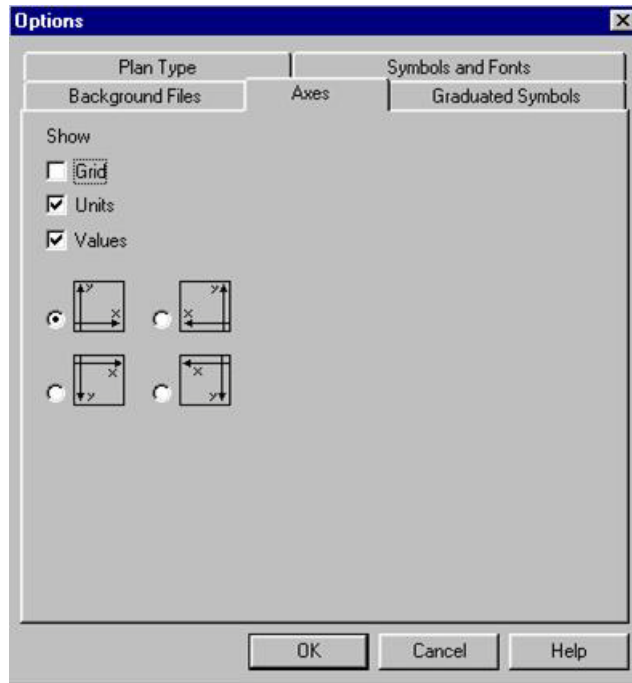 Options
Plan Type
Symbols and Fonts
Background Files
Axes
Graduated Symbols
Show
Grid
Units
Values
y
x
y
x
x
y
x
y
OK
Cancel
Help